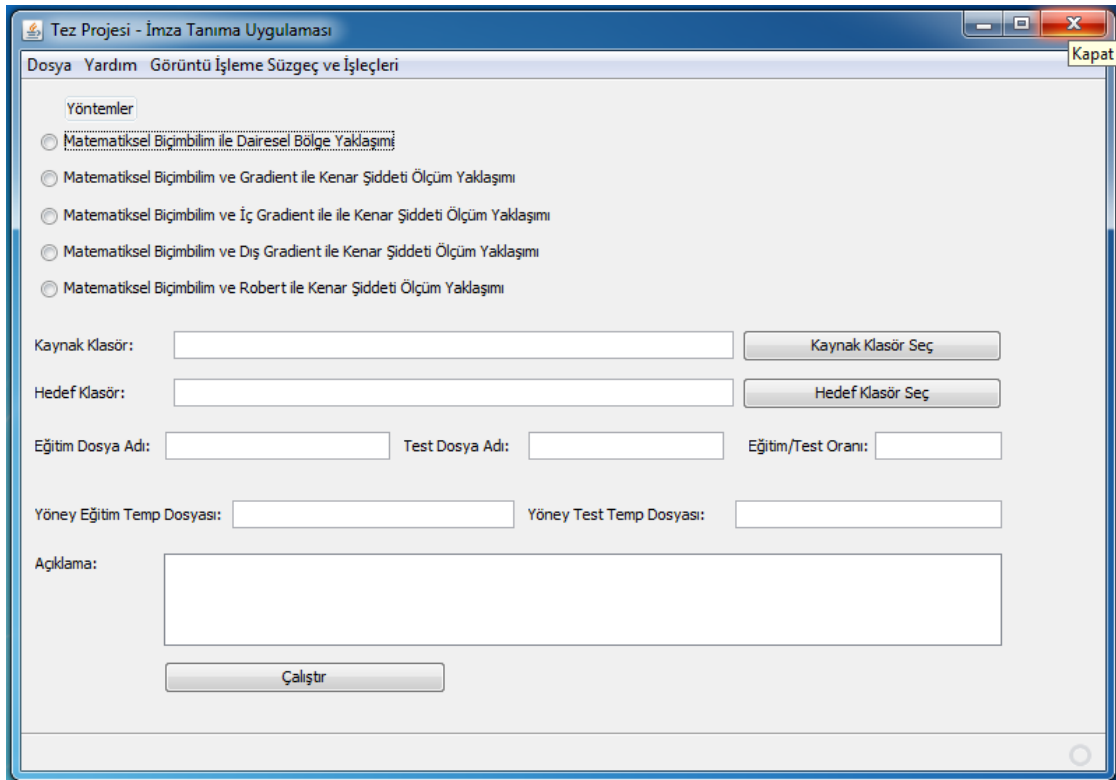 Tez Projesi - İmza Tanıma Uygulaması
Kapat
Dosya Yardım Görüntü İşleme Süzgeç ve İşleçleri
Yöntemler
Matematiksel Biçimbilim ile Dairesel Bölge Yaklaşımı
Matematiksel Biçimbilim ve Gradient ile Kenar Şiddeti Ölçüm Yaklaşımı
Matematiksel Biçimbilim ve İç Gradient ile ile Kenar Şiddeti Ölçüm Yaklaşımı
Matematiksel Biçimbilim ve Dış Gradient ile Kenar Şiddeti Ölçüm Yaklaşımı
Matematiksel Biçimbilim ve Robert ile Kenar Şiddeti Ölçüm Yaklaşımı
Kaynak Klasör: Kaynak Klasör Seç
Hedef Klasör: Hedef Klasör Seç
Eğitim Dosya Adı: Test Dosya Adı: Eğitim/Test Oranı:
Yöney Eğitim Temp Dosyası: Yöney Test Temp Dosyası:
Açıklama:
Çalıştır